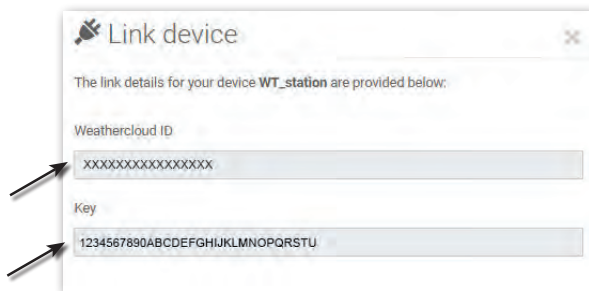 Link device
The link details for your device WT_station are provided below:
Weathercloud ID
XXXXXXXXXXXXXXXX
Key
1234567890ABCDEFGHIJKLMNOPQRSTU